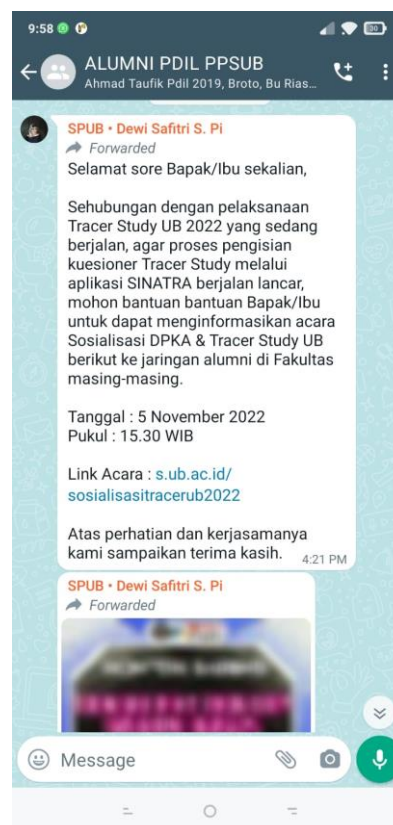 9:58
30
ALUMNI PDIL PPSUB
Ahmad Taufik Pdil 2019, Broto, Bu Rias...
SPUB • Dewi Safitri S. Pi
Forwarded
Selamat sore Bapak/Ibu sekalian,
Sehubungan dengan pelaksanaan
Tracer Study UB 2022 yang sedang
berjalan, agar proses pengisian
kuesioner Tracer Study melalui
aplikasi SINATRA berjalan lancar,
mohon bantuan bantuan Bapak/Ibu
untuk dapat menginformasikan acara
Sosialisasi DPKA & Tracer Study UB
berikut ke jaringan alumni di Fakultas
masing-masing.
Tanggal : 5 November 2022
Pukul : 15.30 WIB
Link Acara : s.ub.ac.id/
sosialisasitracerub2022
Atas perhatian dan kerjasamanya
kami sampaikan terima kasih.
4:21 PM
SPUB • Dewi Safitri S. Pi
Forwarded
Message